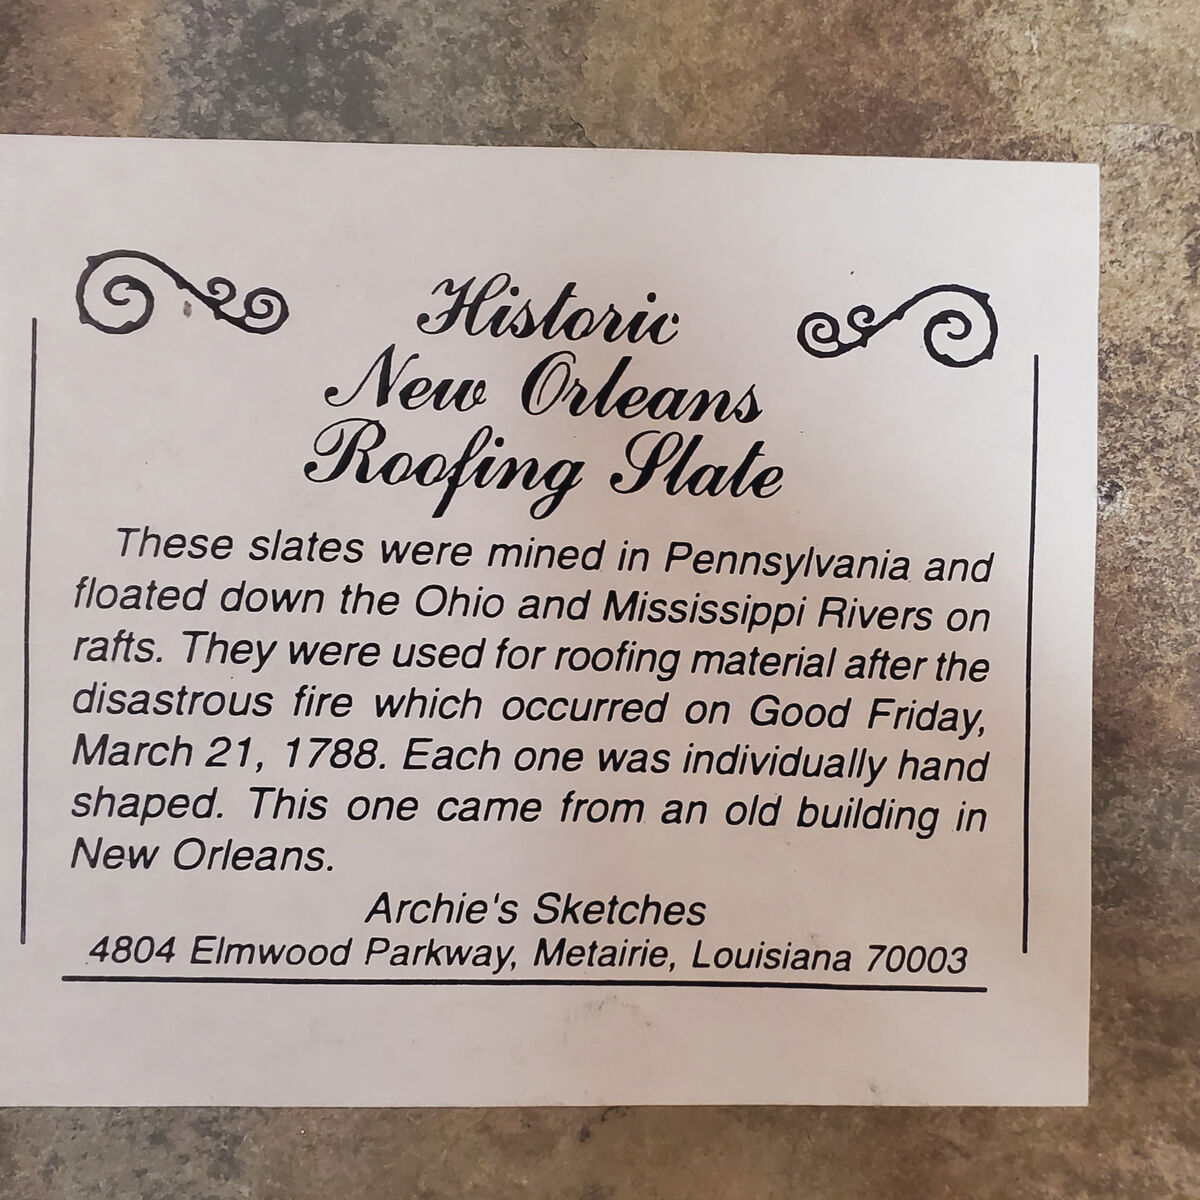 Historic
New Orleans
Roofing Slate
These slates were mined in Pennsylvania and
floated down the Ohio and Mississippi Rivers on
rafts. They were used for roofing material after the
disastrous fire which occurred on Good Friday,
March 21, 1788. Each one was individually hand
shaped. This one came from an old building in
New Orleans.
Archie's Sketches
4804 Elmwood Parkway, Metairie, Louisiana 70003